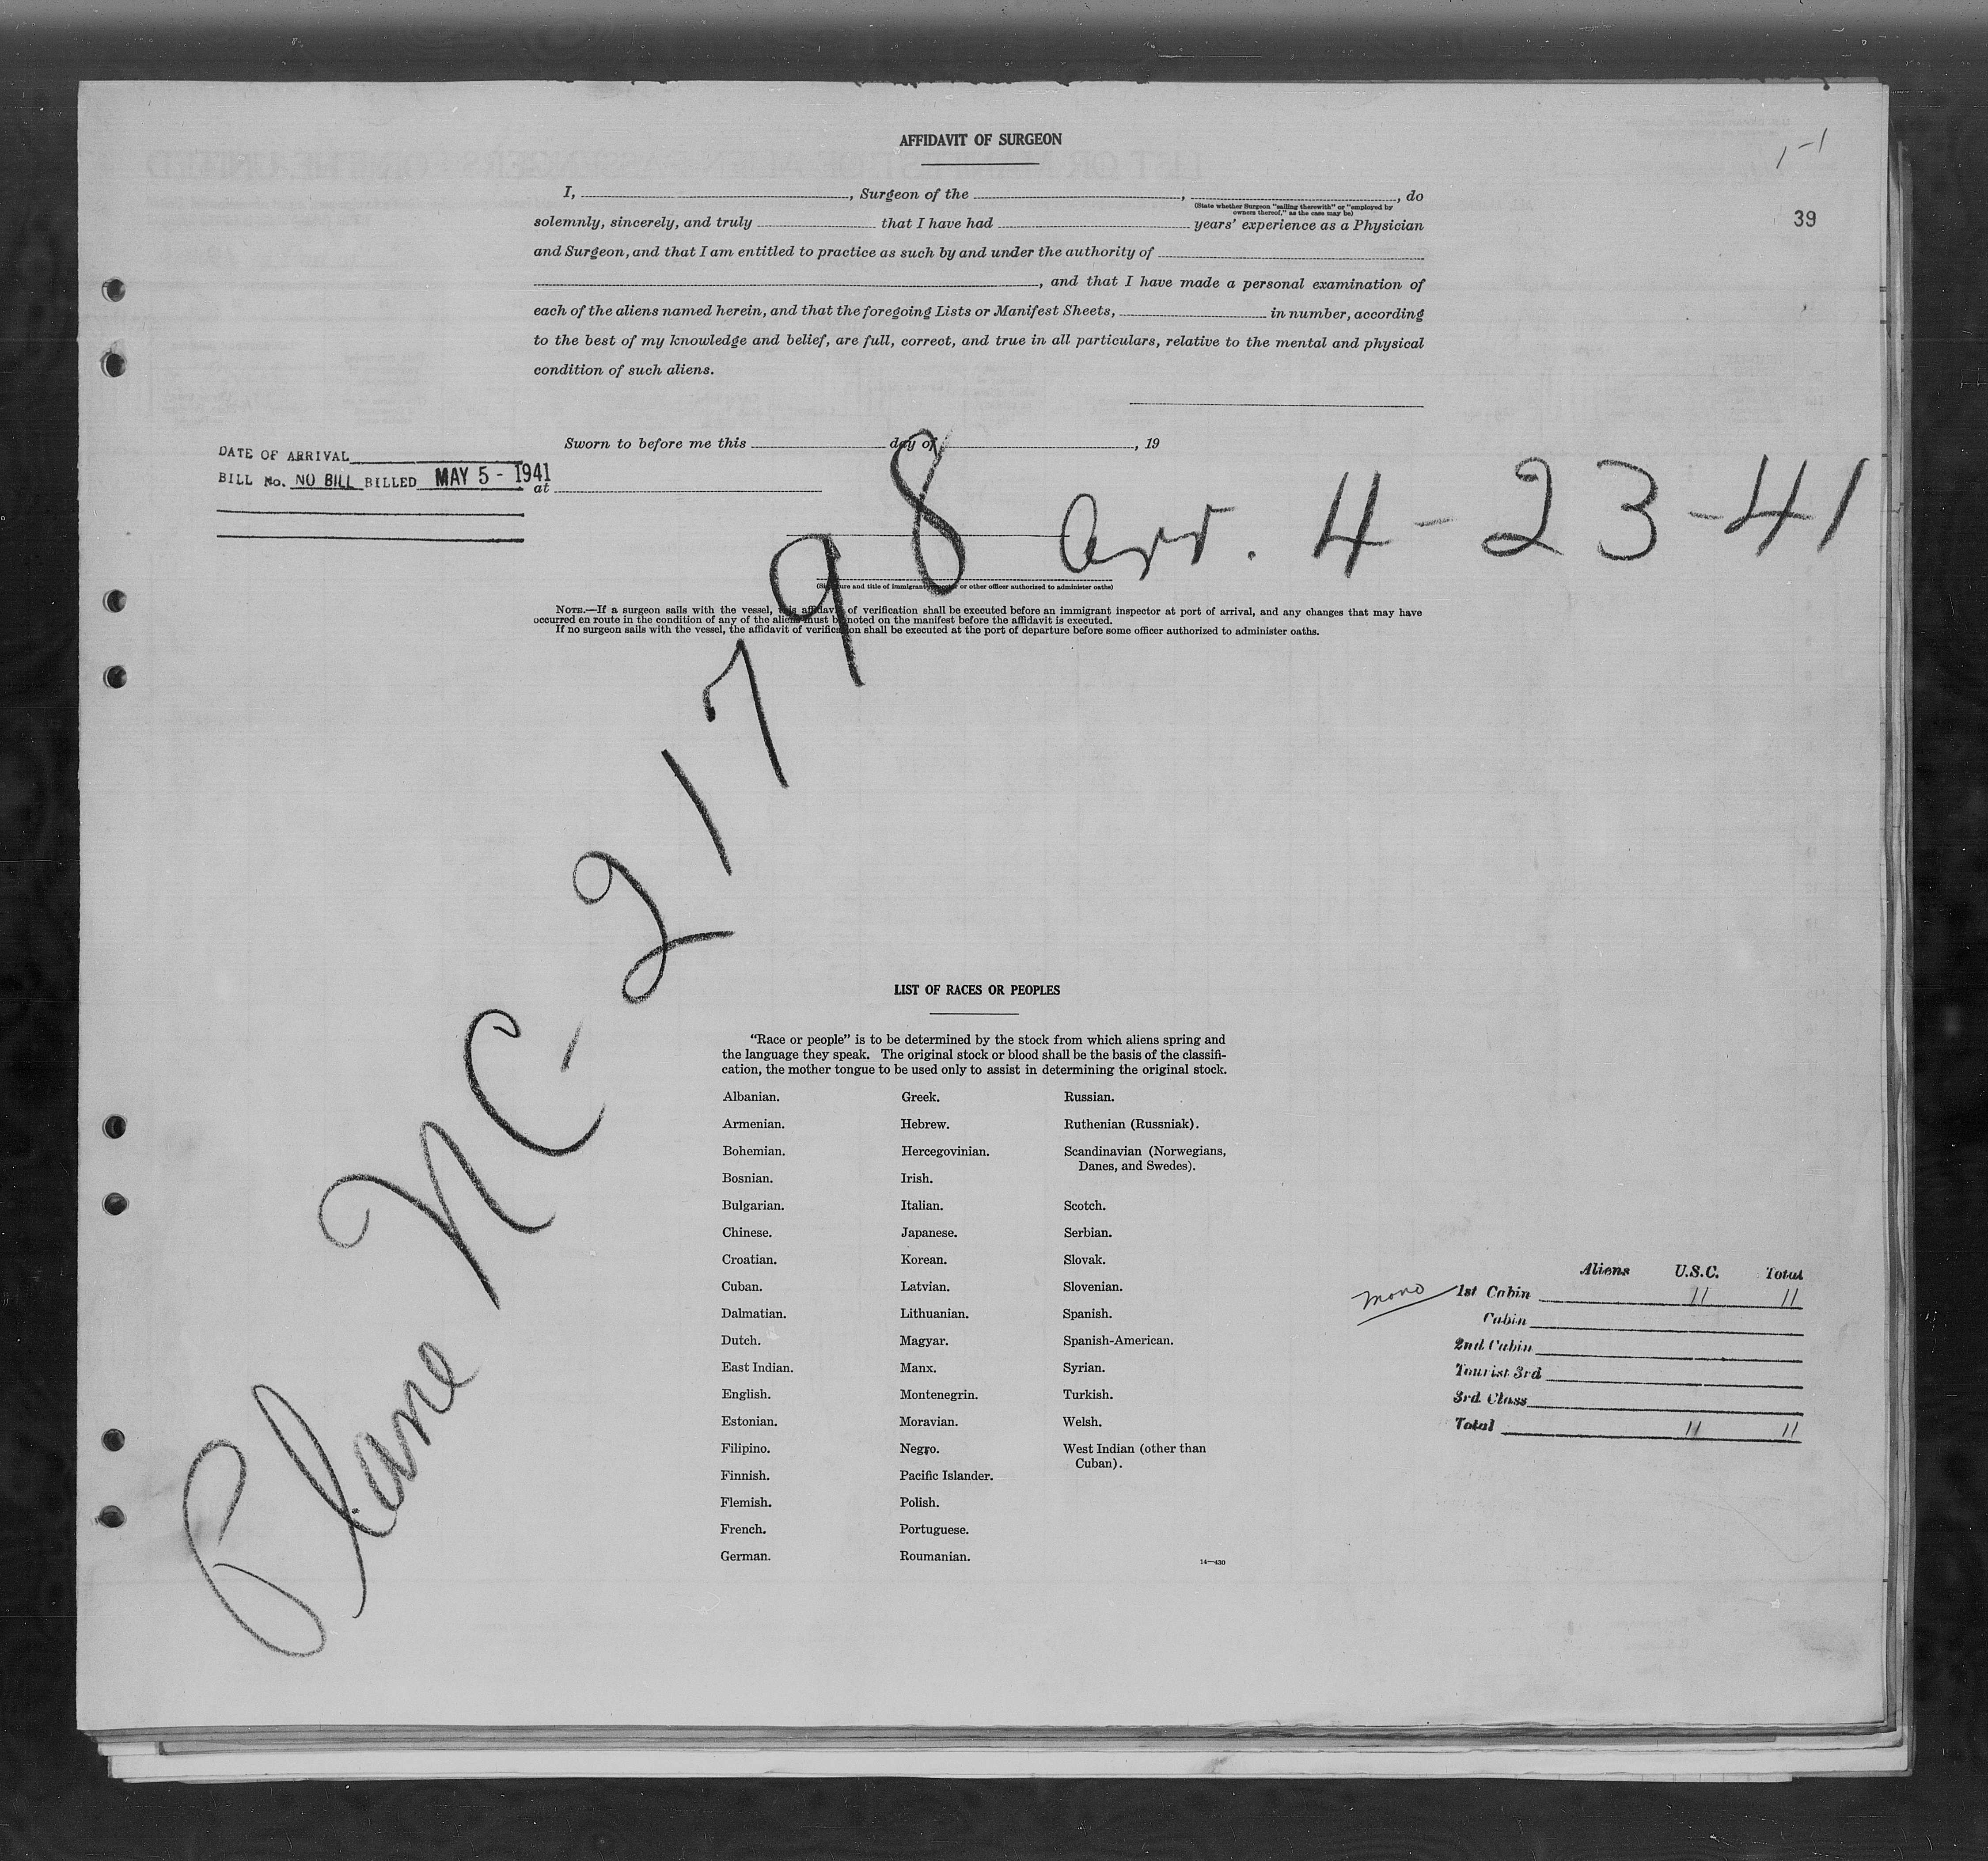 AFFIDAVIT OF SURGEON
1-1
39
I, , Surgeon of the , , do
(State whether Surgeon "sailing therewith" or "employed by
owners thereof," as the case may be)
solemnly, sincerely, and truly that I have had years' experience as a Physician
and Surgeon, and that I am entitled to practice as such by and under the authority of
, and that I have made a personal examination of
each of the aliens named herein, and that the foregoing Lists or Manifest Sheets, in number, according
to the best of my knowledge and belief, are full, correct, and true in all particulars, relative to the mental and physical
condition of such aliens.
Sworn to before me this day of , 19
at
DATE OF ARRIVAL
BILL No. NO BILL BILLED MAY 5 - 1941
Arr. 4-23-41
Plane NC-21798
(Signature and title of immigrant inspector or other officer authorized to administer oaths)
NOTE.—If a surgeon sails with the vessel, this affidavit of verification shall be executed before an immigrant inspector at port of arrival, and any changes that may have
occurred en route in the condition of any of the aliens must be noted on the manifest before the affidavit is executed.
If no surgeon sails with the vessel, the affidavit of verification shall be executed at the port of departure before some officer authorized to administer oaths.
LIST OF RACES OR PEOPLES
"Race or people" is to be determined by the stock from which aliens spring and
the language they speak. The original stock or blood shall be the basis of the classifi-
cation, the mother tongue to be used only to assist in determining the original stock.
Albanian.
Armenian.
Bohemian.
Bosnian.
Bulgarian.
Chinese.
Croatian.
Cuban.
Dalmatian.
Dutch.
East Indian.
English.
Estonian.
Filipino.
Finnish.
Flemish.
French.
German.
Greek.
Hebrew.
Hercegovinian.
Irish.
Italian.
Japanese.
Korean.
Latvian.
Lithuanian.
Magyar.
Manx.
Montenegrin.
Moravian.
Negro.
Pacific Islander.
Polish.
Portuguese.
Roumanian.
Russian.
Ruthenian (Russniak).
Scandinavian (Norwegians,
Danes, and Swedes).
Scotch.
Serbian.
Slovak.
Slovenian.
Spanish.
Spanish-American.
Syrian.
Turkish.
Welsh.
West Indian (other than
Cuban).
14—430
Aliens U.S.C. Total
1st Cabin 11 11
Cabin
2nd Cabin
Tourist 3rd
3rd Class
Total 11 11